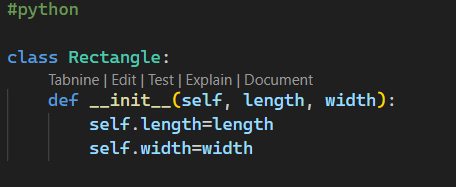 #python
class Rectangle:
Tabnine | Edit | Test | Explain | Document
def __init__(self, length, width):
self.length=length
self.width=width